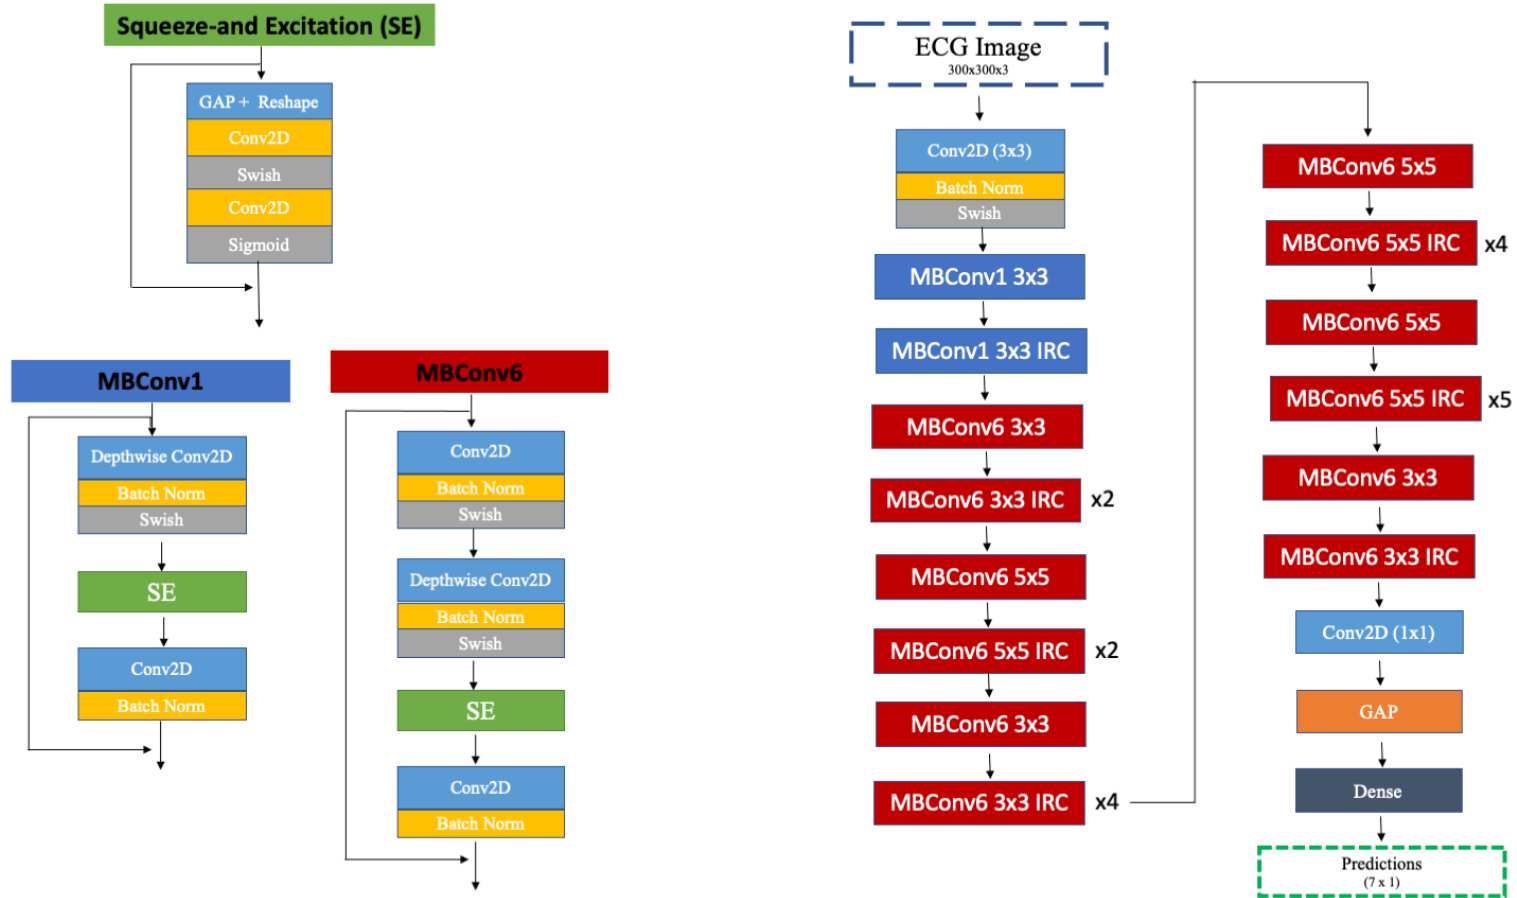 Squeeze-and Excitation (SE)
GAP + Reshape
Conv2D
Swish
Conv2D
Sigmoid
MBConv1
Depthwise Conv2D
Batch Norm
Swish
SE
Conv2D
Batch Norm
MBConv6
Conv2D
Batch Norm
Swish
Depthwise Conv2D
Batch Norm
Swish
SE
Conv2D
Batch Norm
ECG Image
300x300x3
Conv2D (3x3)
Batch Norm
Swish
MBConv1 3x3
MBConv1 3x3 IRC
MBConv6 3x3
MBConv6 3x3 IRC x2
MBConv6 5x5
MBConv6 5x5 IRC x2
MBConv6 3x3
MBConv6 3x3 IRC x4
MBConv6 5x5
MBConv6 5x5 IRC x4
MBConv6 5x5
MBConv6 5x5 IRC x5
MBConv6 3x3
MBConv6 3x3 IRC
Conv2D (1x1)
GAP
Dense
Predictions
(7 x 1)